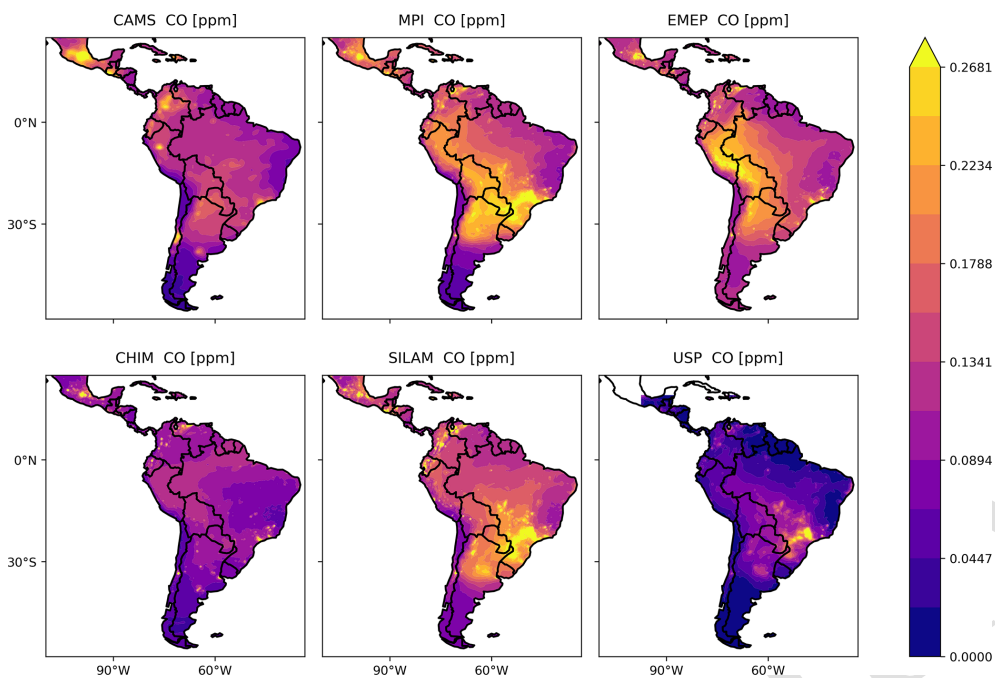 CAMS CO [ppm]
MPI CO [ppm]
EMEP CO [ppm]
0°N
30°S
CHIM CO [ppm]
SILAM CO [ppm]
USP CO [ppm]
0°N
30°S
90°W 60°W
90°W 60°W
90°W 60°W
0.2681
0.2234
0.1788
0.1341
0.0894
0.0447
0.0000